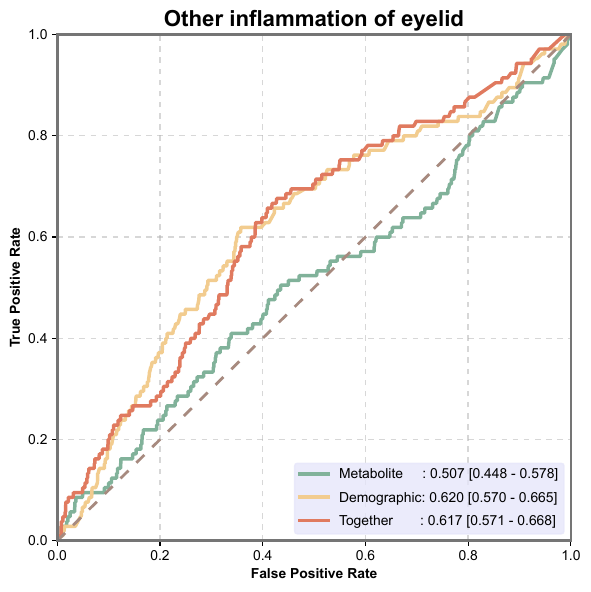 Other inflammation of eyelid
True Positive Rate
1.0
0.8
0.6
0.4
0.2
0.0
Metabolite : 0.507 [0.448 - 0.578]
Demographic: 0.620 [0.570 - 0.665]
Together : 0.617 [0.571 - 0.668]
0.0 0.2 0.4 0.6 0.8 1.0
False Positive Rate